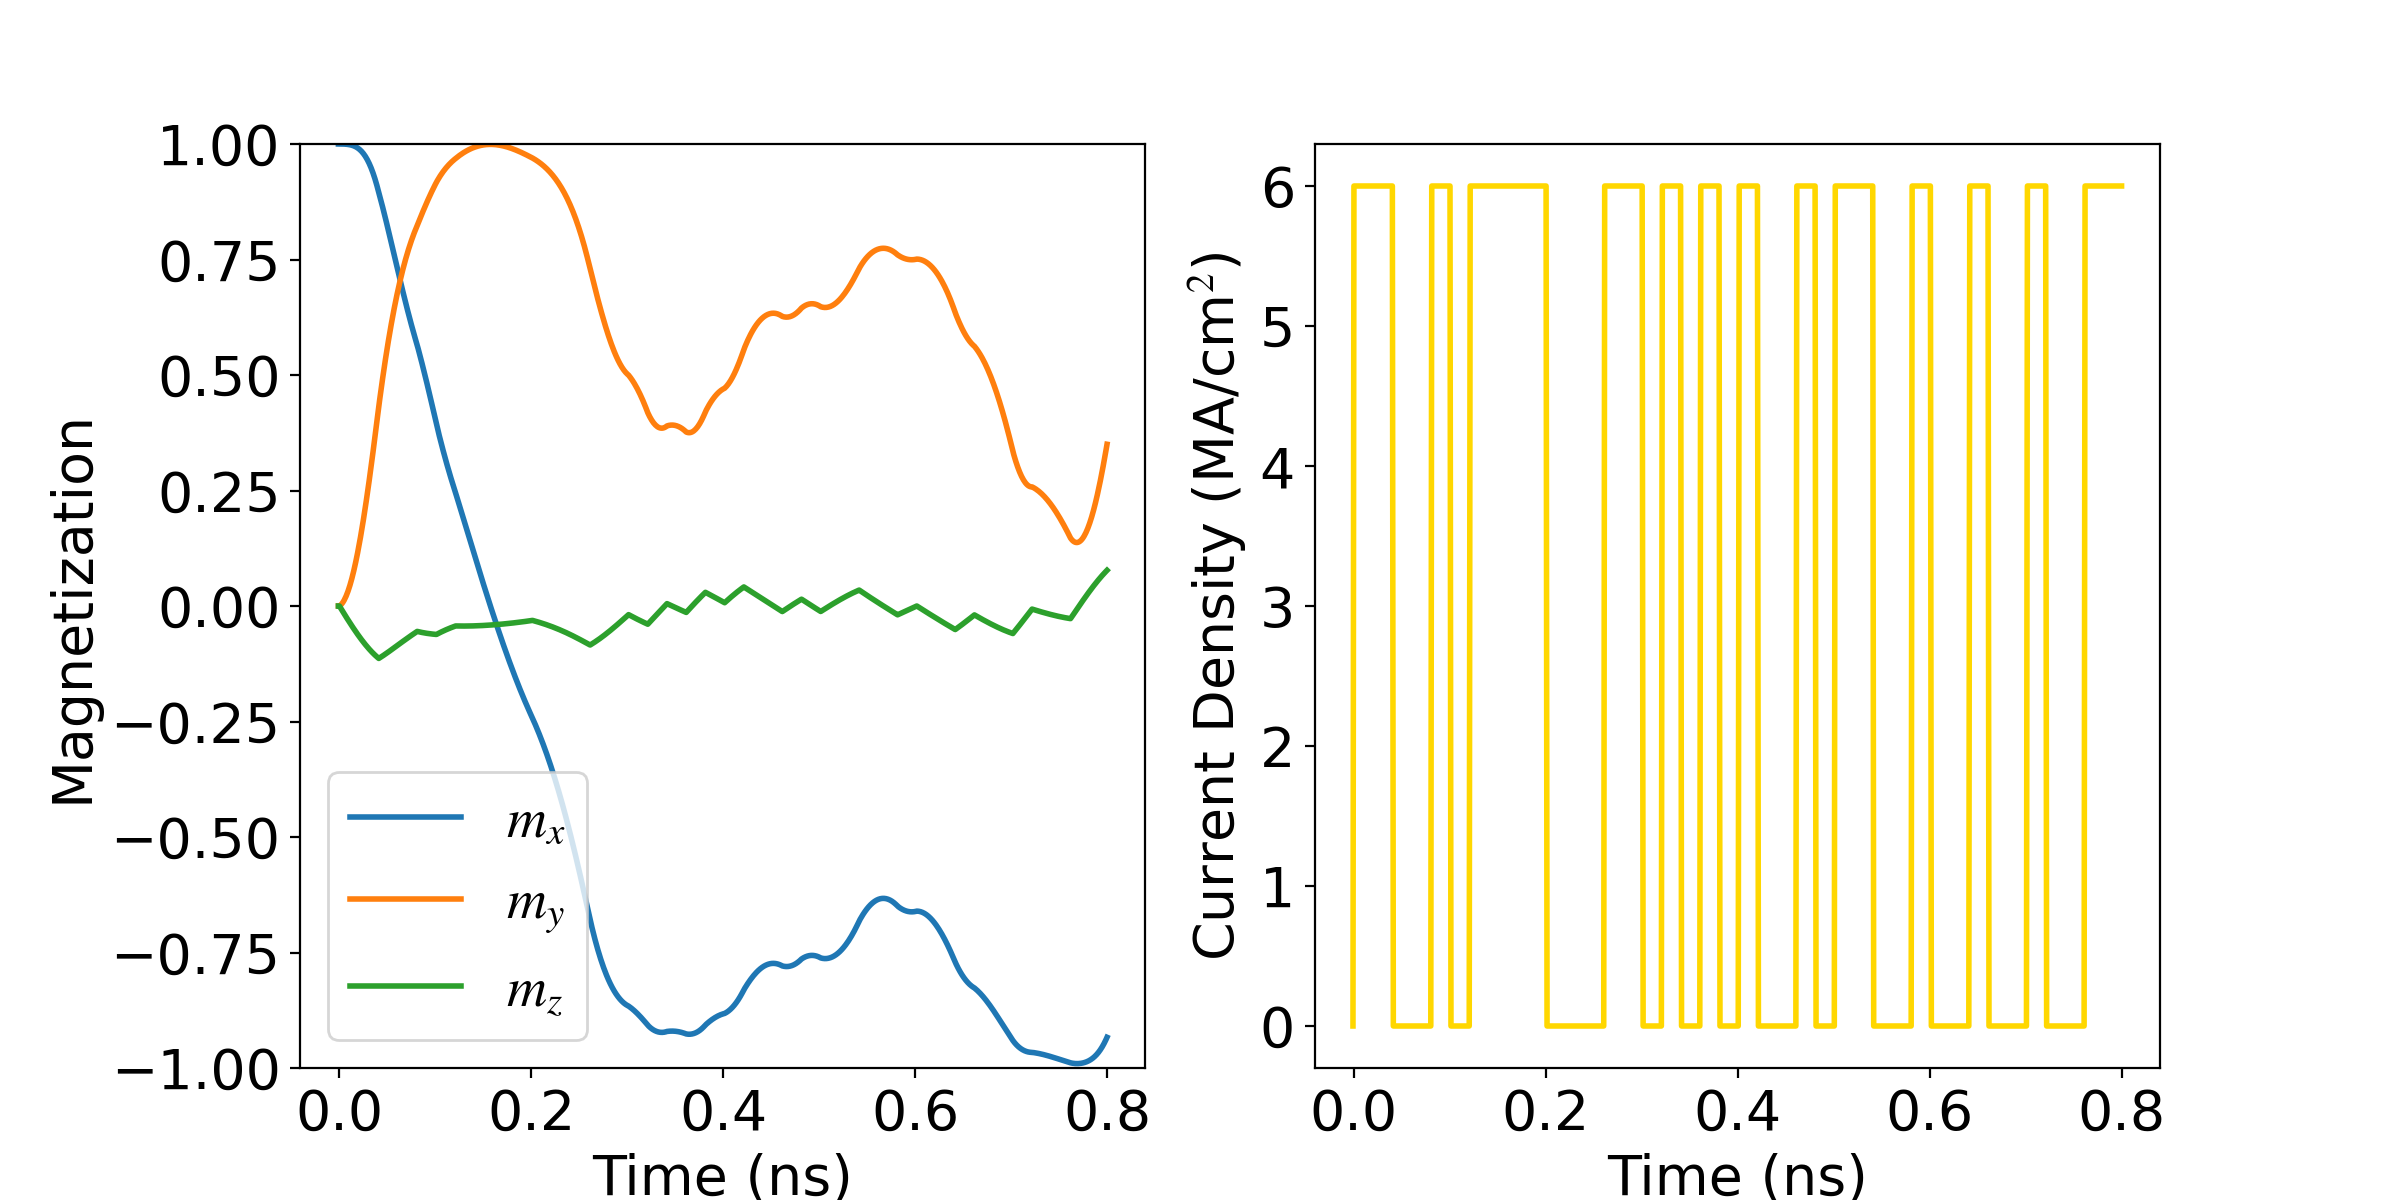 Magnetization
1.00
0.75
0.50
0.25
0.00
−0.25
−0.50
−0.75
−1.00
m_x
m_y
m_z
0.0 0.2 0.4 0.6 0.8
Time (ns)
Current Density (MA/cm²)
6
5
4
3
2
1
0
0.0 0.2 0.4 0.6 0.8
Time (ns)